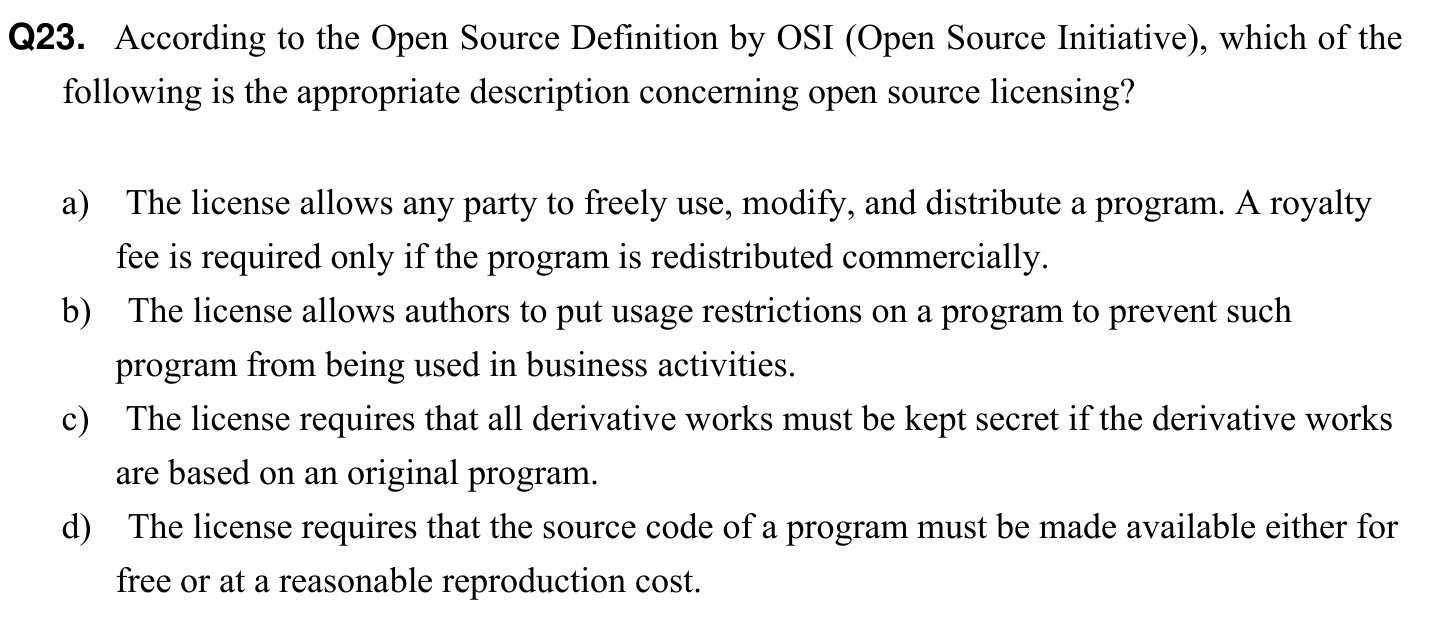 Q23. According to the Open Source Definition by OSI (Open Source Initiative), which of the
following is the appropriate description concerning open source licensing?
a) The license allows any party to freely use, modify, and distribute a program. A royalty
fee is required only if the program is redistributed commercially.
b) The license allows authors to put usage restrictions on a program to prevent such
program from being used in business activities.
c) The license requires that all derivative works must be kept secret if the derivative works
are based on an original program.
d) The license requires that the source code of a program must be made available either for
free or at a reasonable reproduction cost.